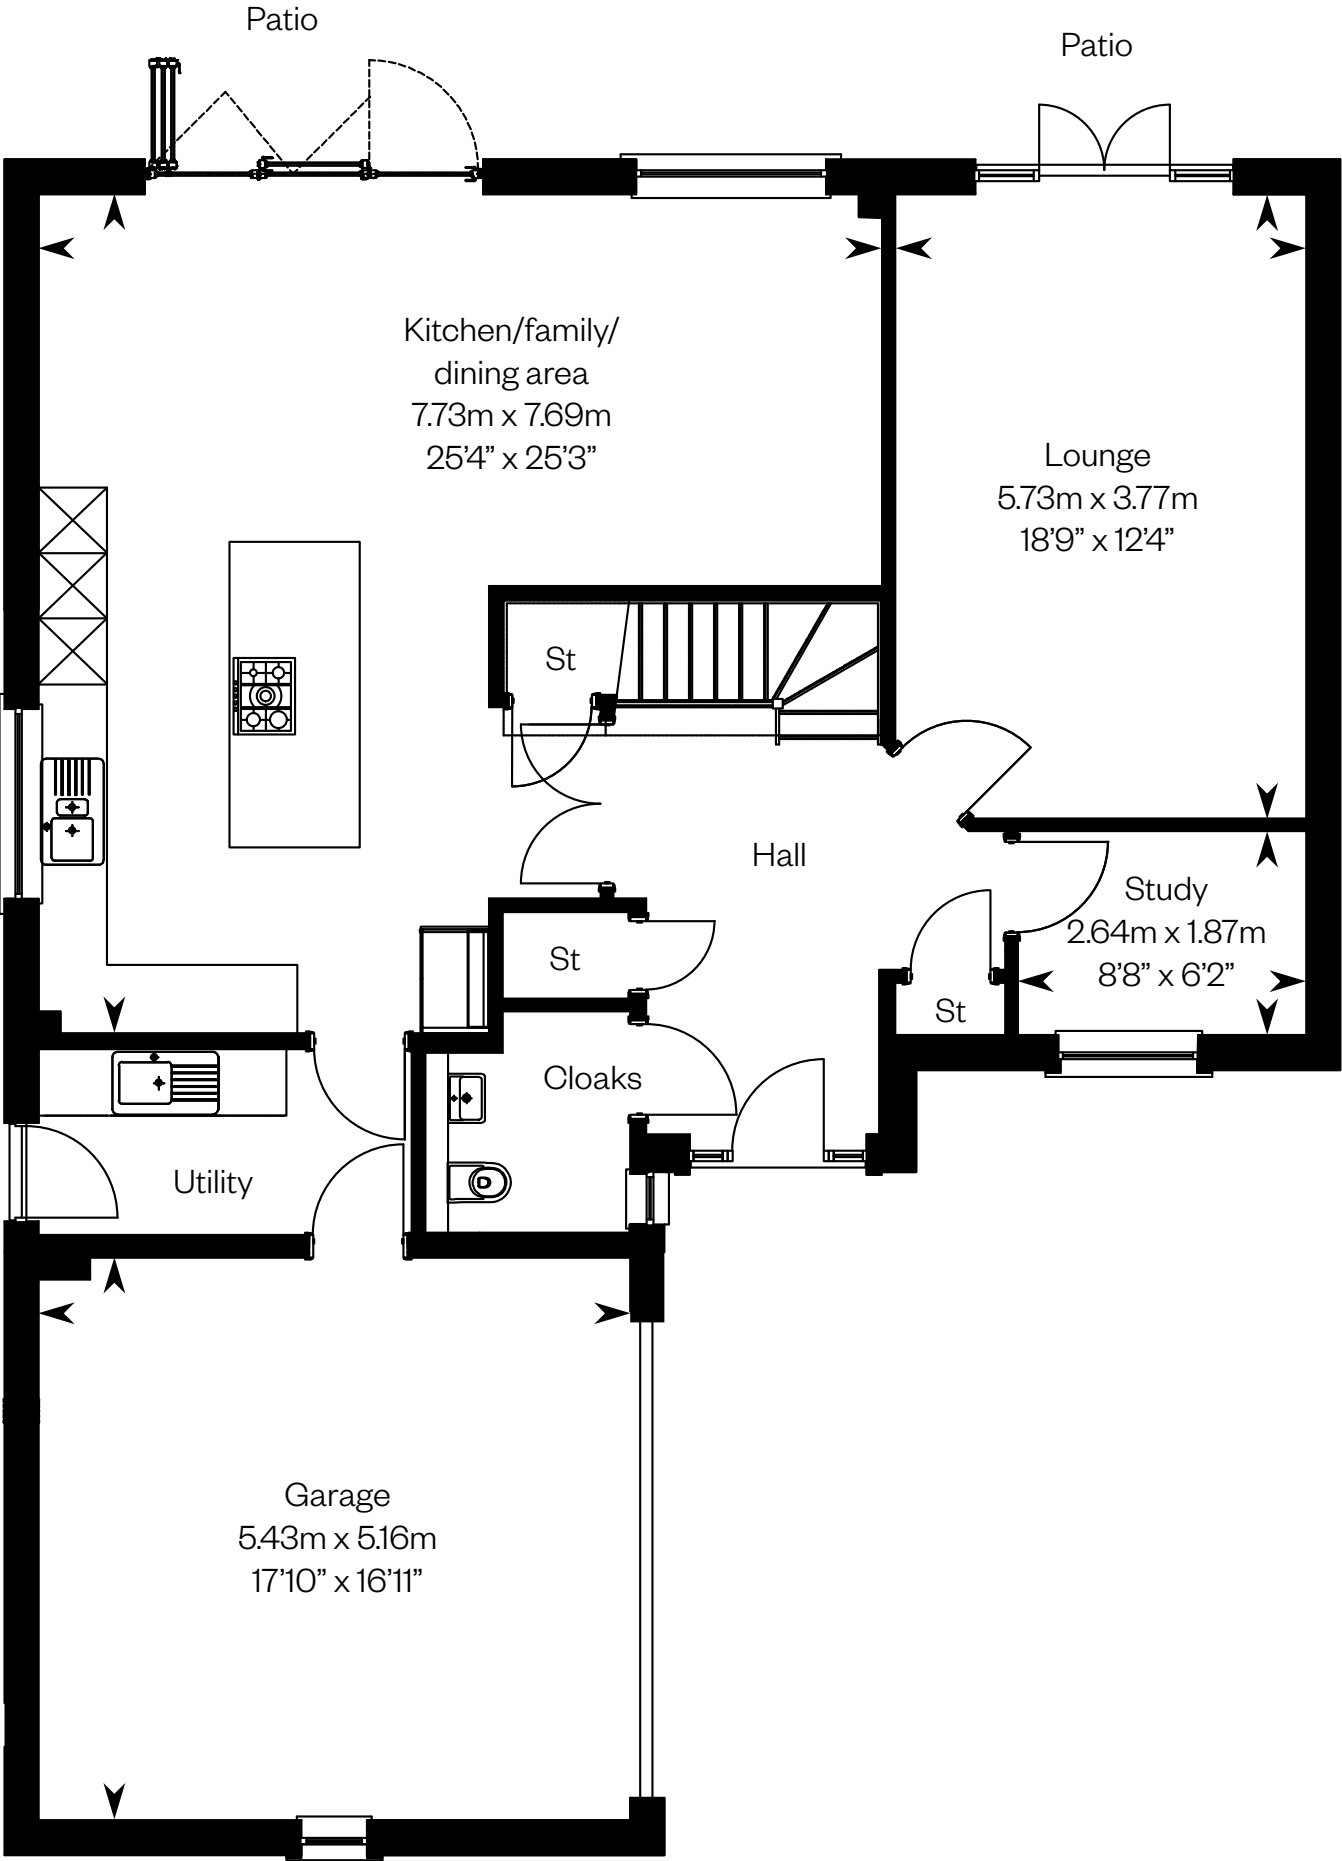 Patio
Patio
Kitchen/family/
dining area
7.73m x 7.69m
25'4” x 25'3”
Lounge
5.73m x 3.77m
18'9” x 12'4”
St
Hall
Study
2.64m x 1.87m
8'8” x 6'2”
St
St
Cloaks
Utility
Garage
5.43m x 5.16m
17'10” x 16'11”